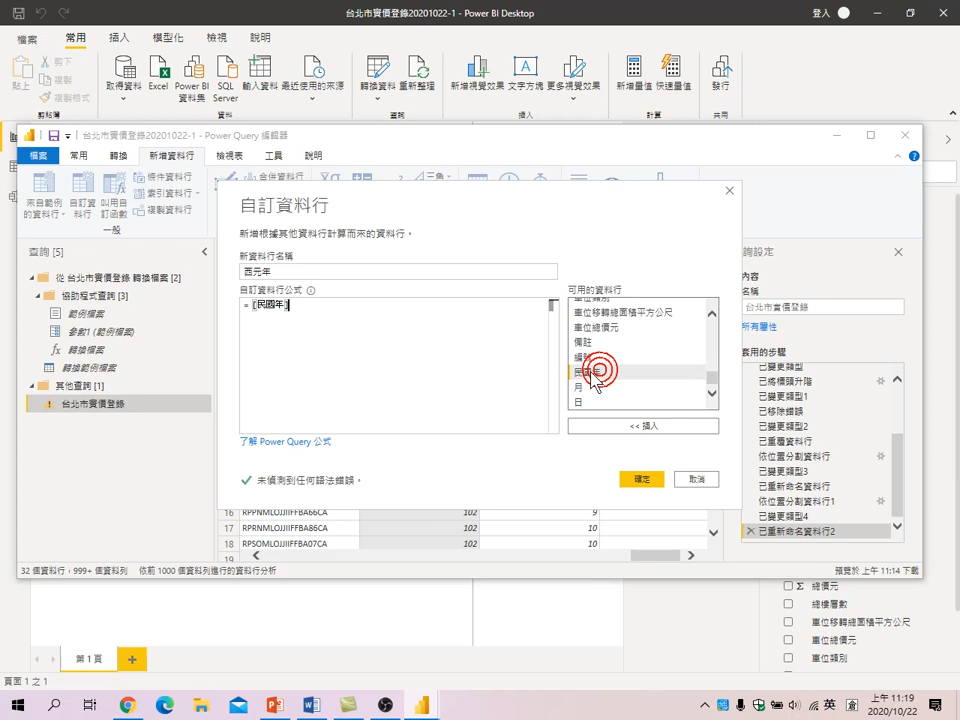 台北市實價登錄20201022-1 - Power BI Desktop
登入
檔案
常用
插入
模型化
檢視
說明
貼上
剪下
複製
複製格式
取得資料
Excel
Power BI
資料集
SQL
Server
輸入資料
最近使用的來源
轉換資料
重新整理
新增視覺效果
文字方塊
更多視覺效果
新增量值
快速量值
發行
剪貼簿
資料
查詢
插入
計算
共用
台北市實價登錄20201022-1 - Power Query 編輯器
檔案
常用
轉換
新增資料行
檢視表
工具
說明
來自範例
的資料行
自訂資
料行
叫用自
訂函數
條件資料行
索引資料行
複製資料行
合併資料行
三角
一般
查詢 [5]
從 台北市實價登錄 轉換檔案 [2]
協助程式查詢 [3]
範例檔案
參數1 (範例檔案)
fx 轉換檔案
轉換範例檔案
其他查詢 [1]
台北市實價登錄
自訂資料行
新增根據其他資料行計算而來的資料行。
新資料行名稱
西元年
自訂資料行公式
= [民國年]
可用的資料行
車位類別
車位移轉總面積平方公尺
車位總價元
備註
月
日
<< 插入
了解 Power Query 公式
未偵測到任何語法錯誤。
確定
取消
詢設定
內容
名稱
台北市實價登錄
所有屬性
套用的步驟
已變更類型
已將標頭升階
已變更類型1
已移除錯誤
已變更類型2
已重覆資料行
依位置分割資料行
已變更類型3
已重新命名資料行
依位置分割資料行1
已變更類型4
已重新命名資料行2
16 RPRNMLOJJIIFFBA66CA 102 9
17 RPRNMLOJJIIFFBA86CA 102 10
18 RPSOMLOJJIIFFBA07CA 102 10
19
32 個資料行，999+ 個資料列
依前 1000 個資料列進行的資料行分析
預覽於 上午 11:14 下載
總價元
總樓層數
車位移轉總面積平方公尺
車位總價元
車位類別
第 1 頁
頁面 1 之 1
英
上午 11:19
2020/10/22